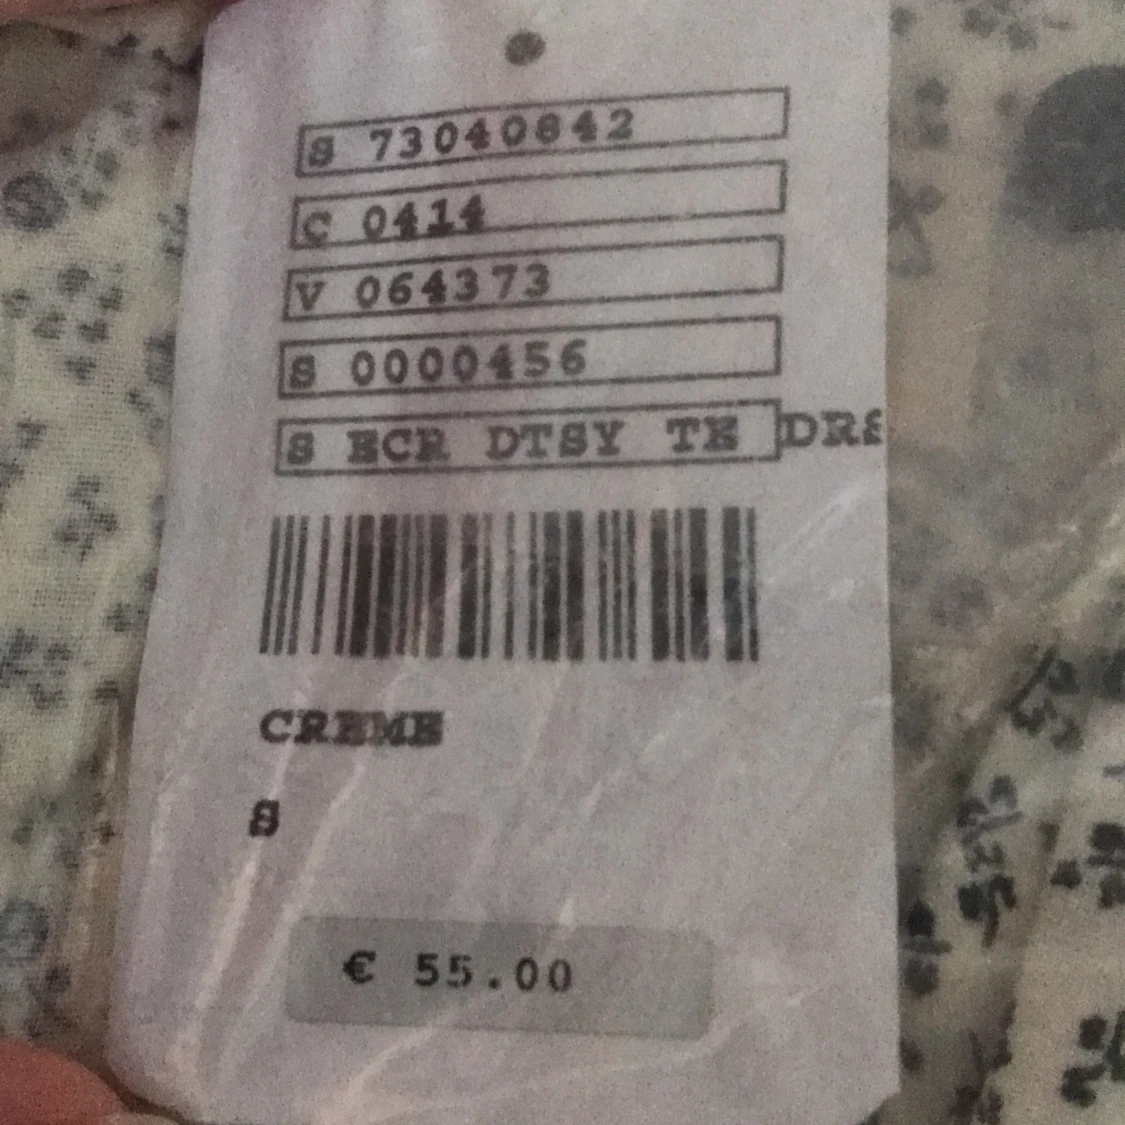 S 73040842
C 0414
V 064373
S 0000456
S ECR DTSY TE DRS
CREME
S
€ 55.00